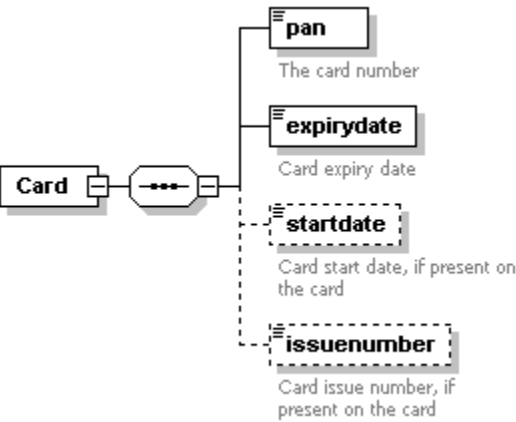 pan
The card number
expirydate
Card expiry date
Card
startdate
Card start date, if present on
the card
issuenumber
Card issue number, if
present on the card